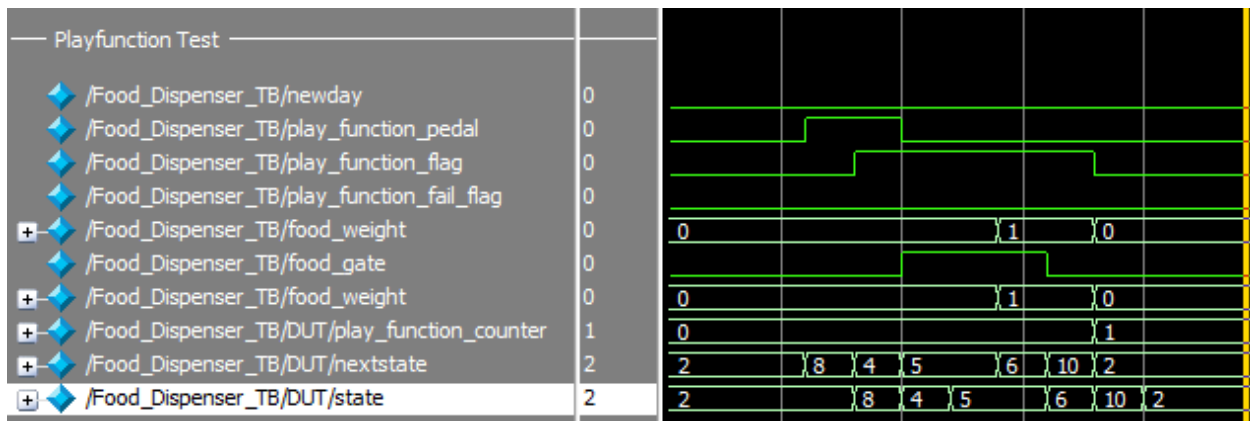 Playfunction Test
/Food_Dispenser_TB/newday 0
/Food_Dispenser_TB/play_function_pedal 0
/Food_Dispenser_TB/play_function_flag 0
/Food_Dispenser_TB/play_function_fail_flag 0
/Food_Dispenser_TB/food_weight 0 0 1 0
/Food_Dispenser_TB/food_gate 0
/Food_Dispenser_TB/food_weight 0 0 1 0
/Food_Dispenser_TB/DUT/play_function_counter 1 0 1
/Food_Dispenser_TB/DUT/nextstate 2 2 8 4 5 6 10 2
/Food_Dispenser_TB/DUT/state 2 2 8 4 5 6 10 2